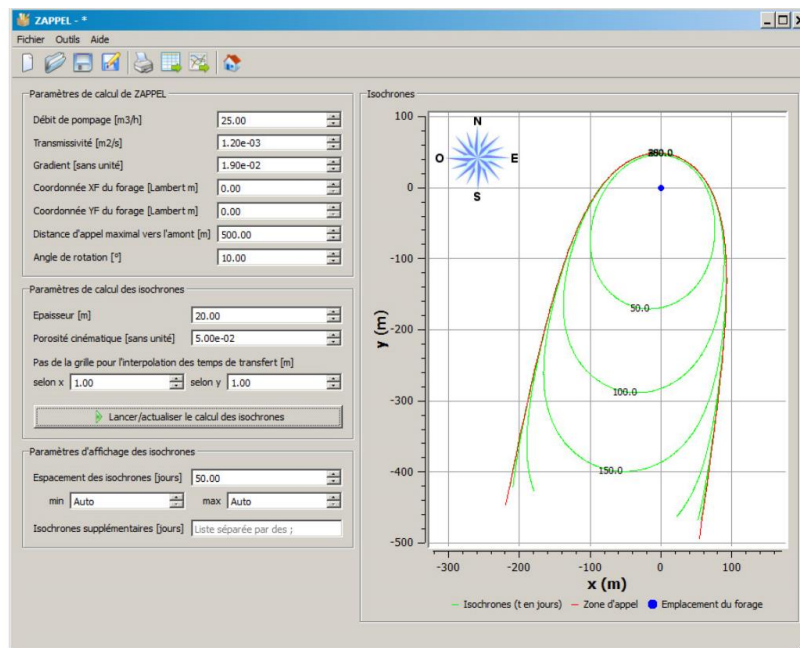 ZAPPEL - *
Fichier Outils Aide
Paramètres de calcul de ZAPPEL
Débit de pompage [m3/h] 25.00
Transmissivité [m2/s] 1.20e-03
Gradient [sans unité] 1.90e-02
Coordonnée XF du forage [Lambert m] 0.00
Coordonnée YF du forage [Lambert m] 0.00
Distance d'appel maximal vers l'amont [m] 500.00
Angle de rotation [°] 10.00
Paramètres de calcul des isochrones
Epaisseur [m] 20.00
Porosité cinématique [sans unité] 5.00e-02
Pas de la grille pour l'interpolation des temps de transfert [m]
selon x 1.00 selon y 1.00
Lancer/actualiser le calcul des isochrones
Paramètres d'affichage des isochrones
Espacement des isochrones [jours] 50.00
min Auto max Auto
Isochrones supplémentaires [jours] Liste séparée par des ;
Isochrones
100
0
-100
-200
-300
-400
-500
y (m)
N
O E
S
50.0
100.0
150.0
-300 -200 -100 0 100
x (m)
Isochrones (t en jours) Zone d'appel Emplacement du forage